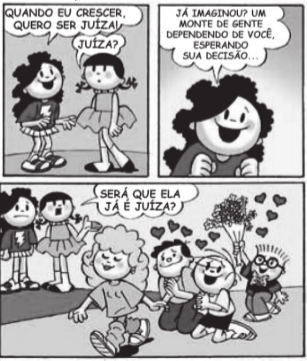 QUANDO EU CRESCER,
QUERO SER JUÍZA!
JUÍZA?
JÁ IMAGINOU? UM
MONTE DE GENTE
DEPENDENDO DE VOCÊ,
ESPERANDO
SUA DECISÃO...
SERÁ QUE ELA
JÁ É JUÍZA?